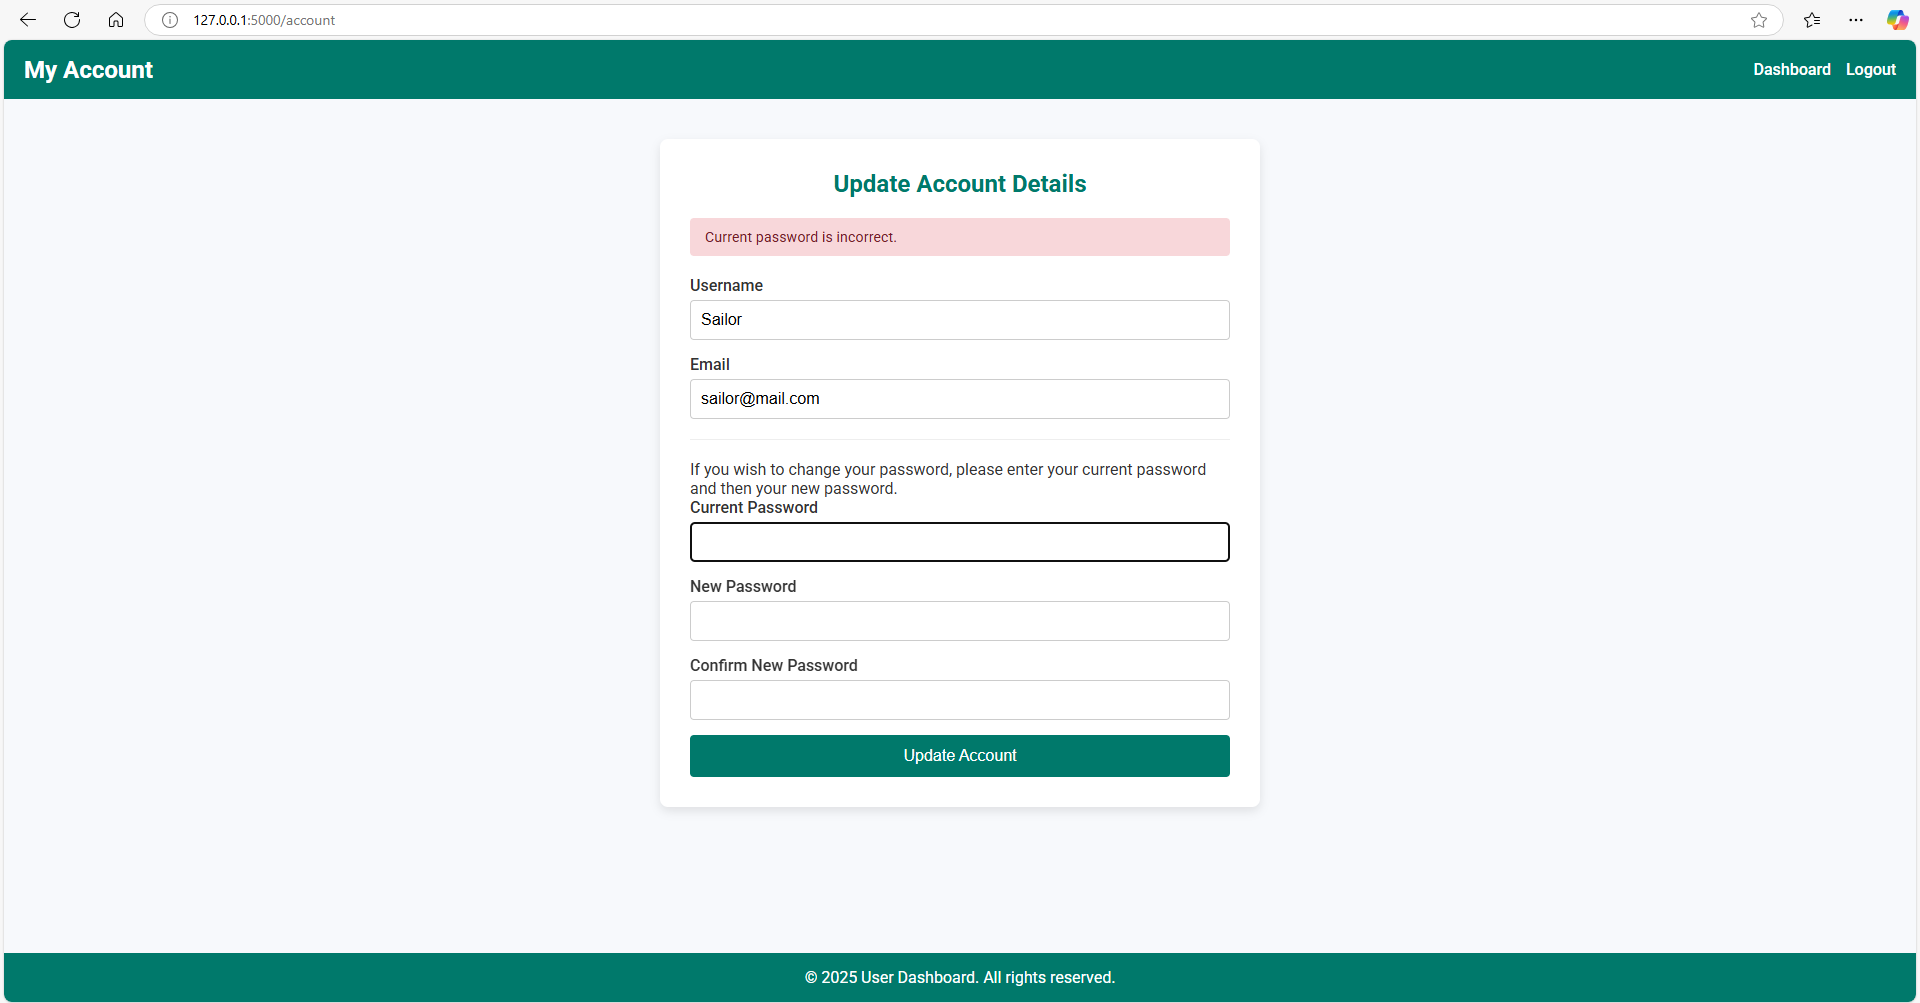 127.0.0.1:5000/account
My Account
Dashboard Logout
Update Account Details
Current password is incorrect.
Username
Sailor
Email
sailor@mail.com
If you wish to change your password, please enter your current password
and then your new password.
Current Password
New Password
Confirm New Password
Update Account
© 2025 User Dashboard. All rights reserved.